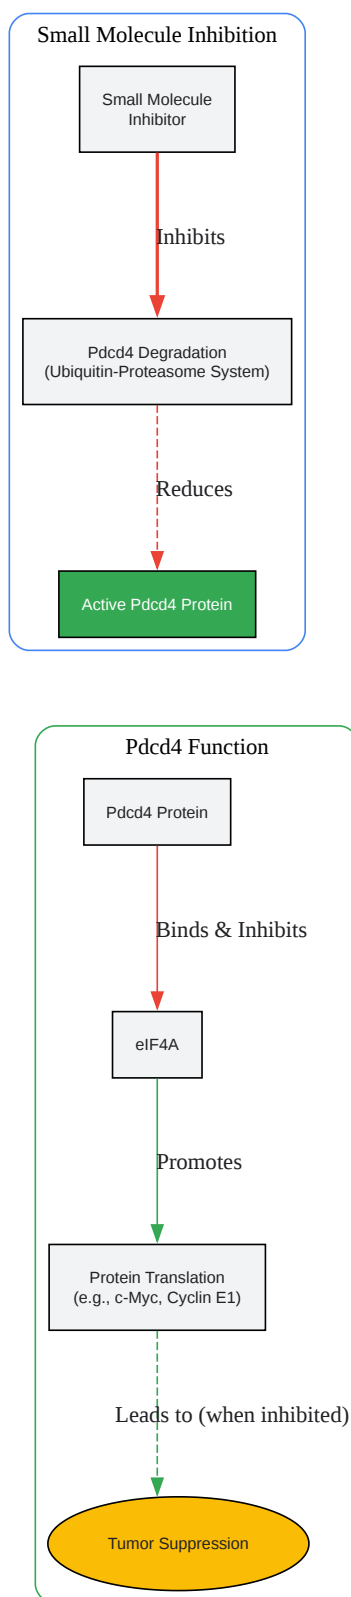 Small Molecule Inhibition
Small Molecule
Inhibitor
Inhibits
Pdcd4 Degradation
(Ubiquitin-Proteasome System)
Reduces
Active Pdcd4 Protein
Pdcd4 Function
Pdcd4 Protein
Binds & Inhibits
eIF4A
Promotes
Protein Translation
(e.g., c-Myc, Cyclin E1)
Leads to (when inhibited)
Tumor Suppression